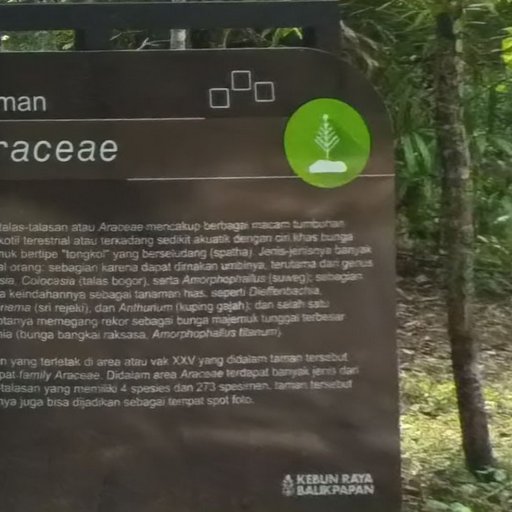 man
raceae
talas-talasan atau Araceae mencakup berbagai macam tumbuhan
kotil terestrial atau terkadang sedikit akuatik dengan ciri khas bunga
muk bertipe "tongkol" yang berseludang (spatha). Jenis-jenisnya banyak
al orang: sebagian karena dapat dimakan umbinya, terutama dari genus
sia, Colocasia (talas bogor), serta Amorphophallus (suweg); sebagian
a keindahannya sebagai tanaman hias, seperti Dieffenbachia,
nema (sri rejeki), dan Anthurium (kuping gajah); dan salah satu
otanya memegang rekor sebagai bunga majemuk tunggal terbesar
ia (bunga bangkai raksasa, Amorphophallus titanum).
n yang terletak di area atau vak XXV yang didalam taman tersebut
pat family Araceae. Didalam area Araceae terdapat banyak jenis dari
-talasan yang memiliki 4 spesies dan 273 spesimen, taman tersebut
nya juga bisa dijadikan sebagai tempat spot foto.
KEBUN RAYA
BALIKPAPAN